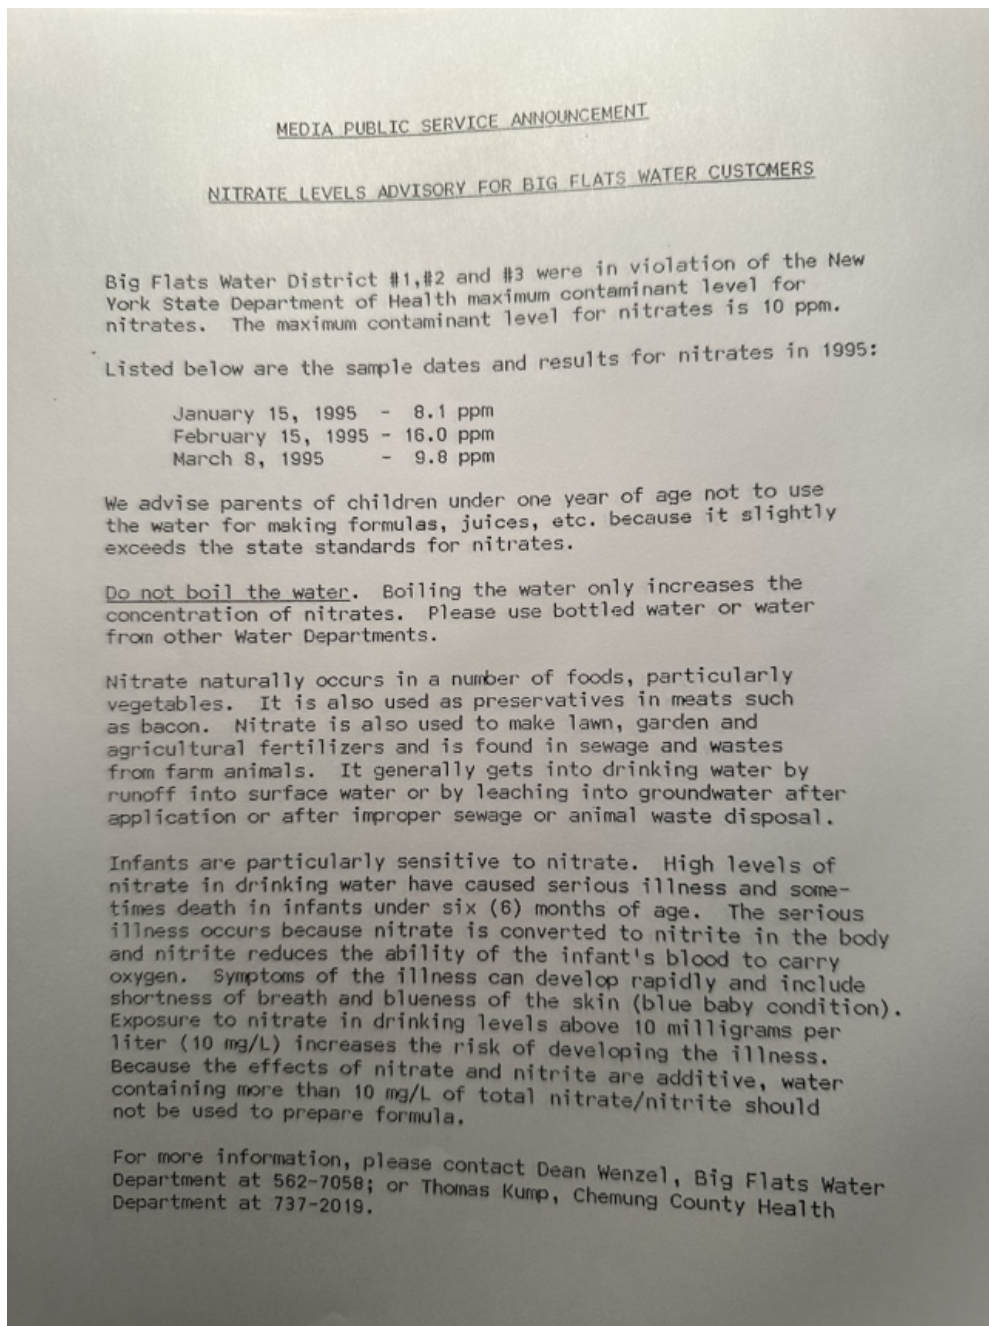 MEDIA PUBLIC SERVICE ANNOUNCEMENT
NITRATE LEVELS ADVISORY FOR BIG FLATS WATER CUSTOMERS
Big Flats Water District #1,#2 and #3 were in violation of the New
York State Department of Health maximum contaminant level for
nitrates.  The maximum contaminant level for nitrates is 10 ppm.
Listed below are the sample dates and results for nitrates in 1995:
January 15, 1995  -  8.1 ppm
February 15, 1995 - 16.0 ppm
March 8, 1995     -  9.8 ppm
We advise parents of children under one year of age not to use
the water for making formulas, juices, etc. because it slightly
exceeds the state standards for nitrates.
Do not boil the water.  Boiling the water only increases the
concentration of nitrates.  Please use bottled water or water
from other Water Departments.
Nitrate naturally occurs in a number of foods, particularly
vegetables.  It is also used as preservatives in meats such
as bacon.  Nitrate is also used to make lawn, garden and
agricultural fertilizers and is found in sewage and wastes
from farm animals.  It generally gets into drinking water by
runoff into surface water or by leaching into groundwater after
application or after improper sewage or animal waste disposal.
Infants are particularly sensitive to nitrate.  High levels of
nitrate in drinking water have caused serious illness and some-
times death in infants under six (6) months of age.  The serious
illness occurs because nitrate is converted to nitrite in the body
and nitrite reduces the ability of the infant's blood to carry
oxygen.  Symptoms of the illness can develop rapidly and include
shortness of breath and blueness of the skin (blue baby condition).
Exposure to nitrate in drinking levels above 10 milligrams per
liter (10 mg/L) increases the risk of developing the illness.
Because the effects of nitrate and nitrite are additive, water
containing more than 10 mg/L of total nitrate/nitrite should
not be used to prepare formula.
For more information, please contact Dean Wenzel, Big Flats Water
Department at 562-7058; or Thomas Kump, Chemung County Health
Department at 737-2019.